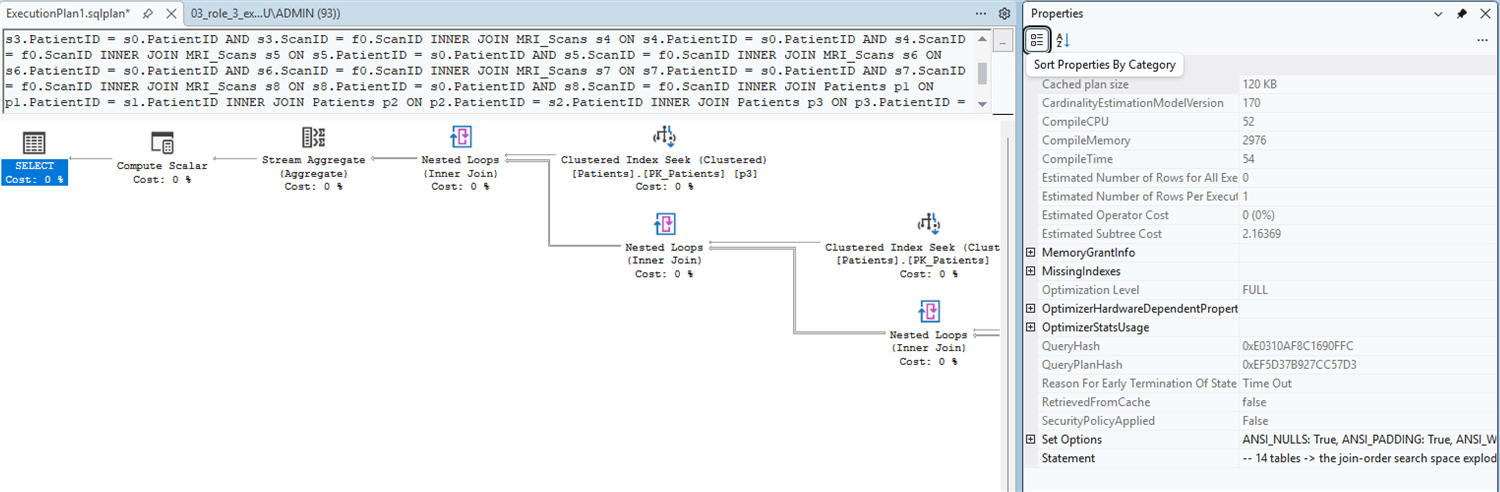 ExecutionPlan1.sqlplan*
03_role_3_ex...U\ADMIN (93))
s3.PatientID = s0.PatientID AND s3.ScanID = f0.ScanID INNER JOIN MRI_Scans s4 ON s4.PatientID = s0.PatientID AND s4.ScanID
= f0.ScanID INNER JOIN MRI_Scans s5 ON s5.PatientID = s0.PatientID AND s5.ScanID = f0.ScanID INNER JOIN MRI_Scans s6 ON
s6.PatientID = s0.PatientID AND s6.ScanID = f0.ScanID INNER JOIN MRI_Scans s7 ON s7.PatientID = s0.PatientID AND s7.ScanID
= f0.ScanID INNER JOIN MRI_Scans s8 ON s8.PatientID = s0.PatientID AND s8.ScanID = f0.ScanID INNER JOIN Patients p1 ON
p1.PatientID = s1.PatientID INNER JOIN Patients p2 ON p2.PatientID = s2.PatientID INNER JOIN Patients p3 ON p3.PatientID =
...
SELECT
Cost: 0 %
Compute Scalar
Cost: 0 %
Stream Aggregate
(Aggregate)
Cost: 0 %
Nested Loops
(Inner Join)
Cost: 0 %
Clustered Index Seek (Clustered)
[Patients].[PK_Patients] [p3]
Cost: 0 %
Nested Loops
(Inner Join)
Cost: 0 %
Clustered Index Seek (Clust
[Patients].[PK_Patients]
Cost: 0 %
Nested Loops
(Inner Join)
Cost: 0 %
Properties
Sort Properties By Category
Cached plan size 120 KB
CardinalityEstimationModelVersion 170
CompileCPU 52
CompileMemory 2976
CompileTime 54
Estimated Number of Rows for All Exe 0
Estimated Number of Rows Per Execut 1
Estimated Operator Cost 0 (0%)
Estimated Subtree Cost 2.16369
MemoryGrantInfo
MissingIndexes
Optimization Level FULL
OptimizerHardwareDependentPropert
OptimizerStatsUsage
QueryHash 0xE0310AF8C1690FFC
QueryPlanHash 0xEF5D37B927CC57D3
Reason For Early Termination Of State Time Out
RetrievedFromCache false
SecurityPolicyApplied False
Set Options ANSI_NULLS: True, ANSI_PADDING: True, ANSI_W
Statement -- 14 tables -> the join-order search space explod